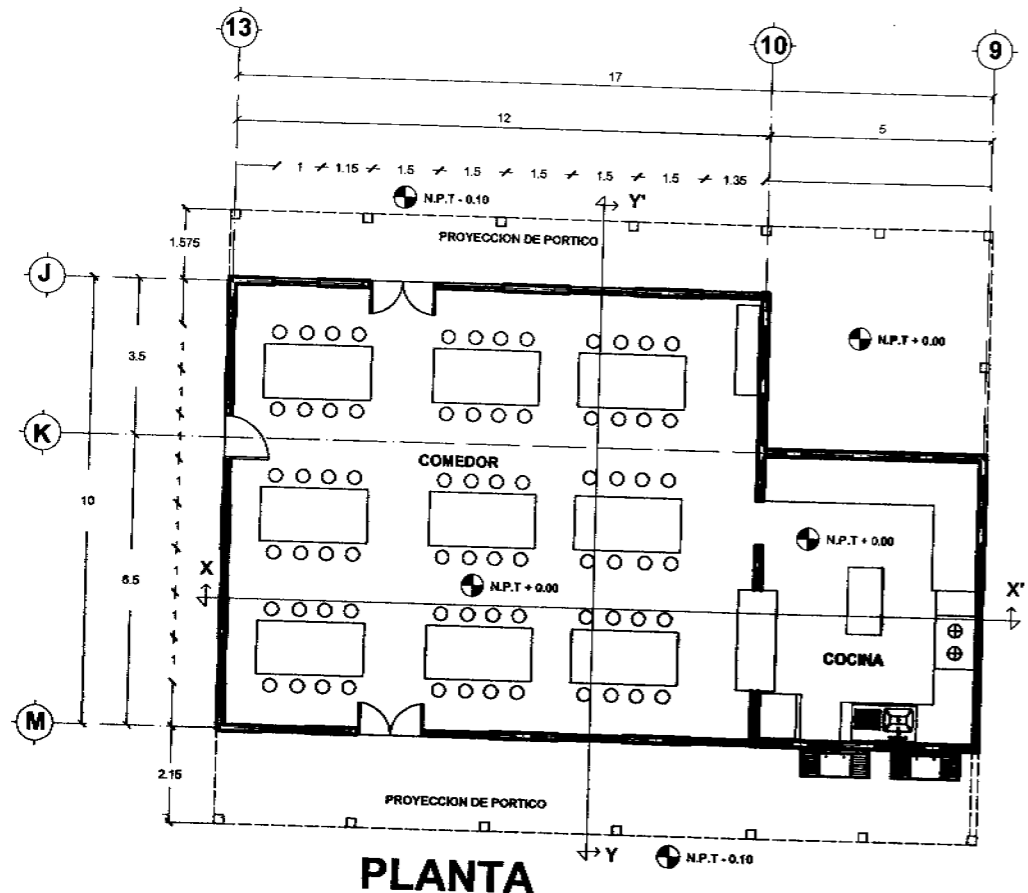 13
10
9
17
12
5
1 1.15 1.5 1.5 1.5 1.5 1.5 1.35
N.P.T - 0.10
Y'
PROYECCION DE PORTICO
1.575
J
3.5
N.P.T + 0.00
1
1
1
1
K
COMEDOR
10
1
1
1
1
1
1
1
6.5
N.P.T + 0.00
X
N.P.T + 0.00
X'
COCINA
M
2.15
PROYECCION DE PORTICO
Y
N.P.T - 0.10
PLANTA